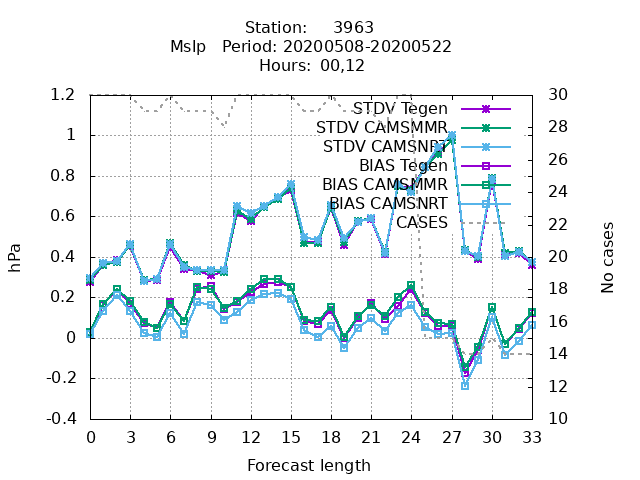 Station:     3963
Mslp   Period: 20200508-20200522
Hours:  00,12
1.2
1
0.8
0.6
0.4
0.2
0
-0.2
-0.4
hPa
30
28
26
24
22
20
18
16
14
12
10
No cases
STDV Tegen
STDV CAMSMMR
STDV CAMSNRT
BIAS Tegen
BIAS CAMSMMR
BIAS CAMSNRT
CASES
0 3 6 9 12 15 18 21 24 27 30 33
Forecast length